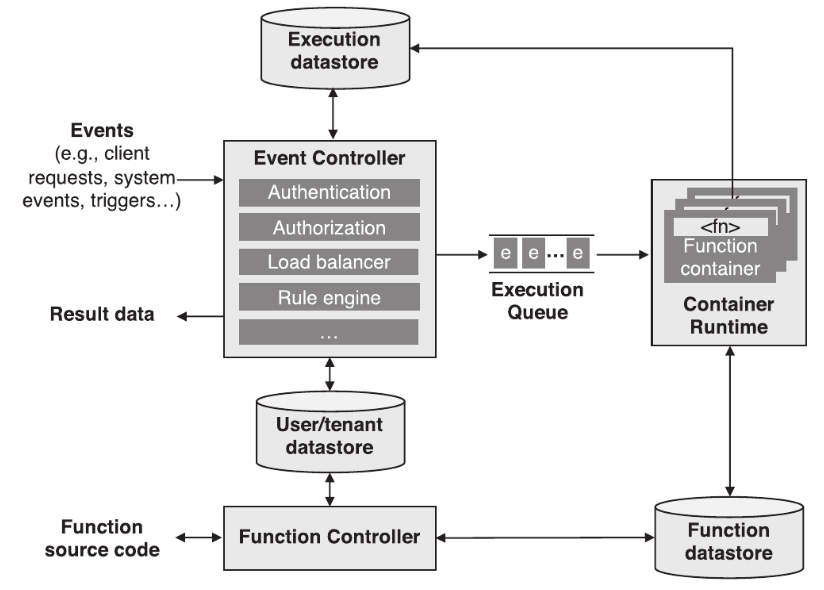 Execution
datastore
Events
(e.g., client
requests, system
events, triggers…)
Event Controller
Authentication
Authorization
Load balancer
Rule engine
…
Result data
e e … e
Execution
Queue
<fn>
Function
container
Container
Runtime
User/tenant
datastore
Function
source code
Function Controller
Function
datastore